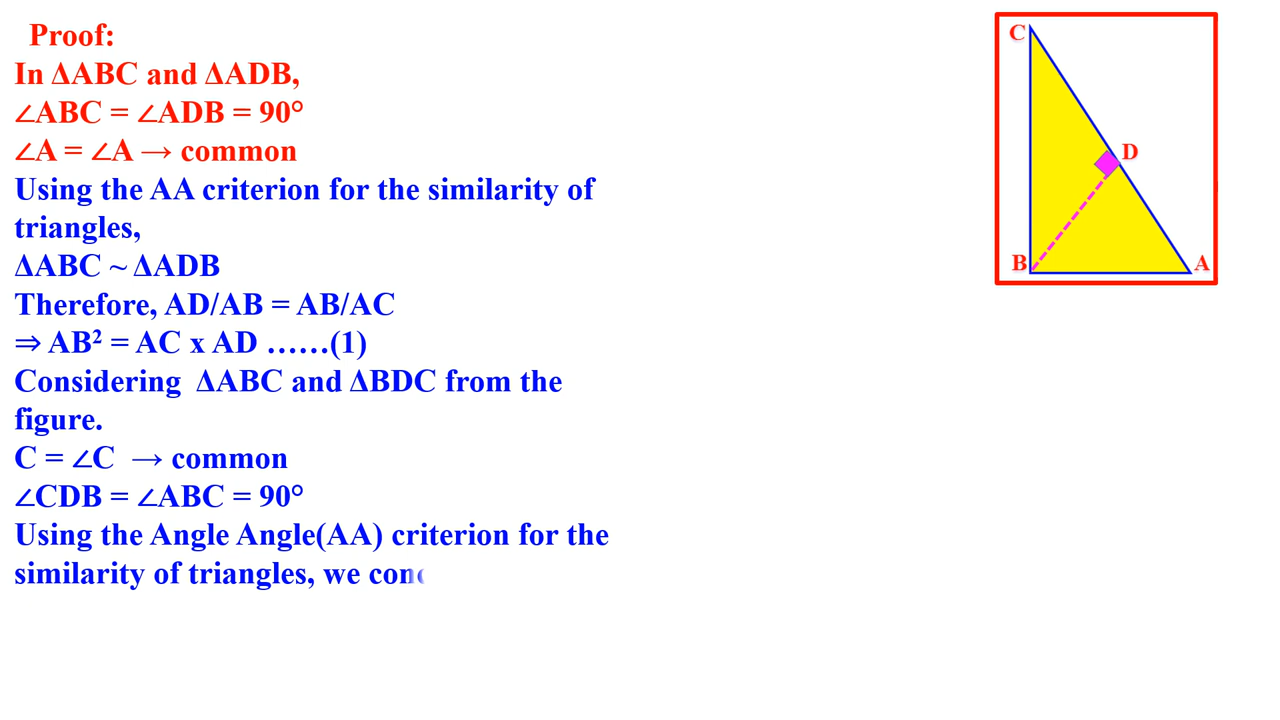 Proof:
In ΔABC and ΔADB,
∠ABC = ∠ADB = 90°
∠A = ∠A → common
Using the AA criterion for the similarity of
triangles,
ΔABC ~ ΔADB
Therefore, AD/AB = AB/AC
⇒ AB² = AC x AD ……(1)
Considering  ΔABC and ΔBDC from the
figure.
C = ∠C  → common
∠CDB = ∠ABC = 90°
Using the Angle Angle(AA) criterion for the
similarity of triangles, we
C
D
B
A